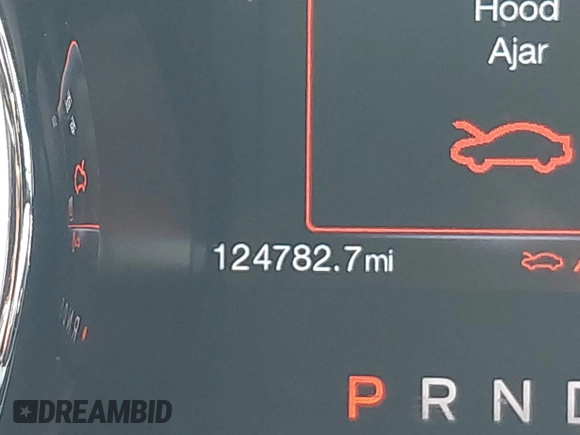 Hood
Ajar
124782.7mi
P R N D
DREAMBID